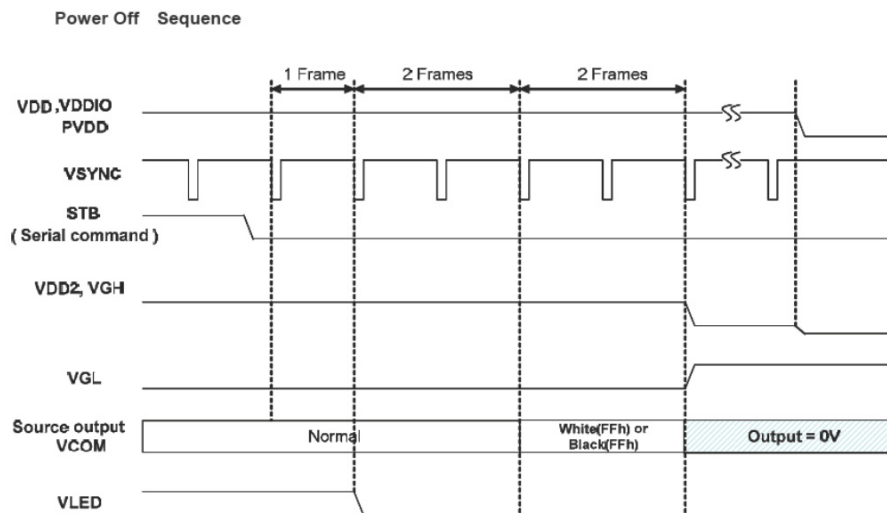 Power Off Sequence
1 Frame
2 Frames
2 Frames
VDD ,VDDIO
PVDD
VSYNC
STB
( Serial command )
VDD2, VGH
VGL
Source output
VCOM
Normal
White(FFh) or
Black(FFh)
Output = 0V
VLED